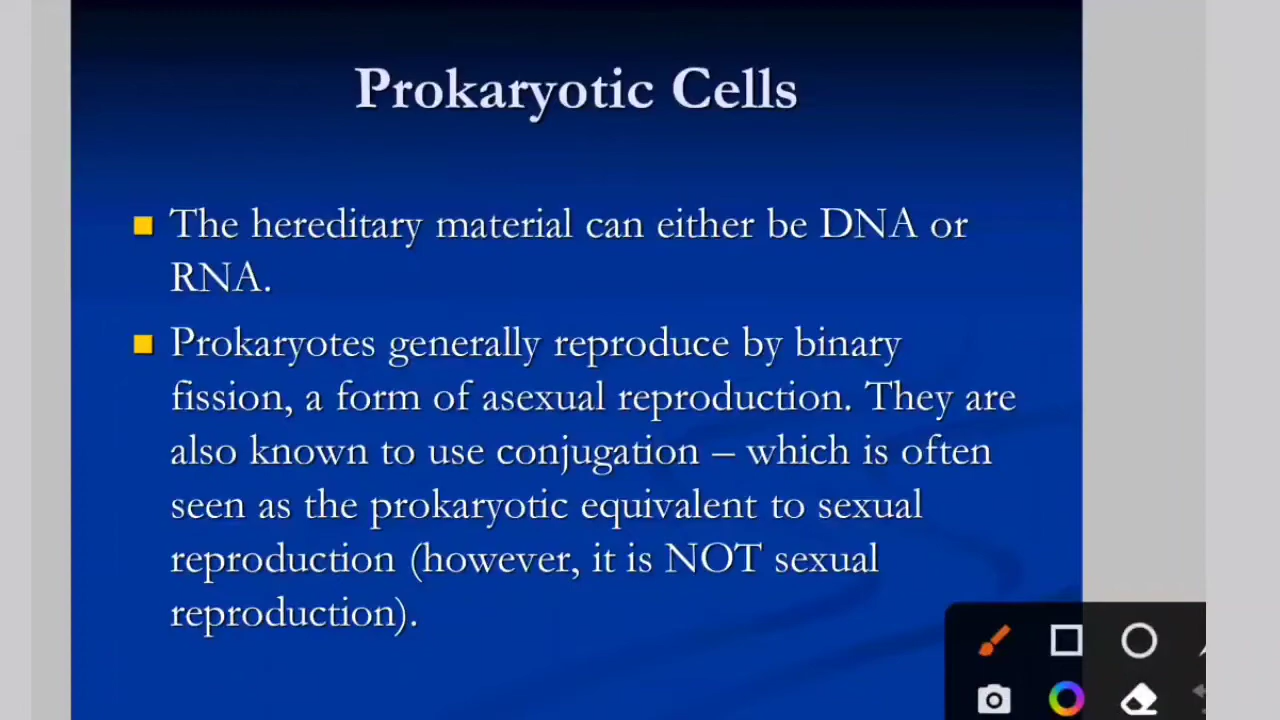 Prokaryotic Cells
The hereditary material can either be DNA or
RNA.
Prokaryotes generally reproduce by binary
fission, a form of asexual reproduction. They are
also known to use conjugation – which is often
seen as the prokaryotic equivalent to sexual
reproduction (however, it is NOT sexual
reproduction).